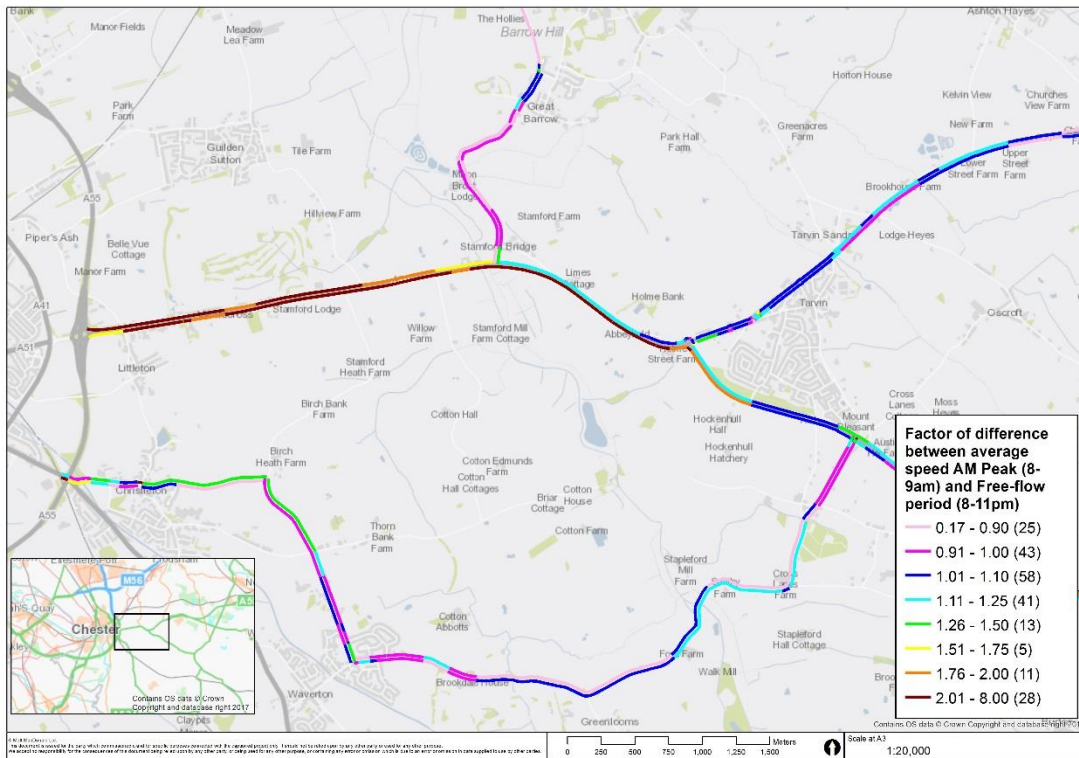 The Hollies
Barrow Hill
Ashton Hayes
Bank
Manor Fields
Meadow
Lea Farm
Horton House
Kelvin View
Churches
View Farm
Park
Farm
Great
Barrow
Greenacres
Farm
New Farm
Guilden
Sutton
Tile Farm
Park Hall
Farm
Lower
Street Farm
Upper
Street
Farm
A55
Lodge
Brookhouse Farm
Hillview Farm
Stamford Farm
Piper's Ash
Belle Vue
Cottage
Stamford Bridge
Tarvin Sands
Lodge Heyes
Manor Farm
Limes
Cottage
Holme Bank
A41
Stamford Lodge
Tarvin
Oscroft
A51
Willow
Farm
Stamford Mill
Farm Cottage
Street Farm
Littleton
Stamford
Heath Farm
Cross
Lanes
Moss
Birch Bank
Farm
Cotton Hall
Hockenhull
Hall
Mount
Pleasant
Hockenhull
Hatchery
Birch
Heath Farm
Cotton Edmunds
Farm
Cotton
Hall Cottages
Cotton
House
Briar
Cottage
Christleton
A55
Thorn
Bank
Farm
Cotton Farm
Stapleford
Mill
Farm
Cotton
Abbotts
Stapleford
Hall Cottage
Walk Mill
Waverton
Brookdale House
Greenlooms
Factor of difference
between average
speed AM Peak (8-
9am) and Free-flow
period (8-11pm)
0.17 - 0.90 (25)
0.91 - 1.00 (43)
1.01 - 1.10 (58)
1.11 - 1.25 (41)
1.26 - 1.50 (13)
1.51 - 1.75 (5)
1.76 - 2.00 (11)
2.01 - 8.00 (28)
M56
Chester
Contains OS data © Crown
Copyright and database right 2017
Contains OS data © Crown Copyright and database right
Meters
0 250 500 750 1,000 1,500
Scale at A3
1:20,000